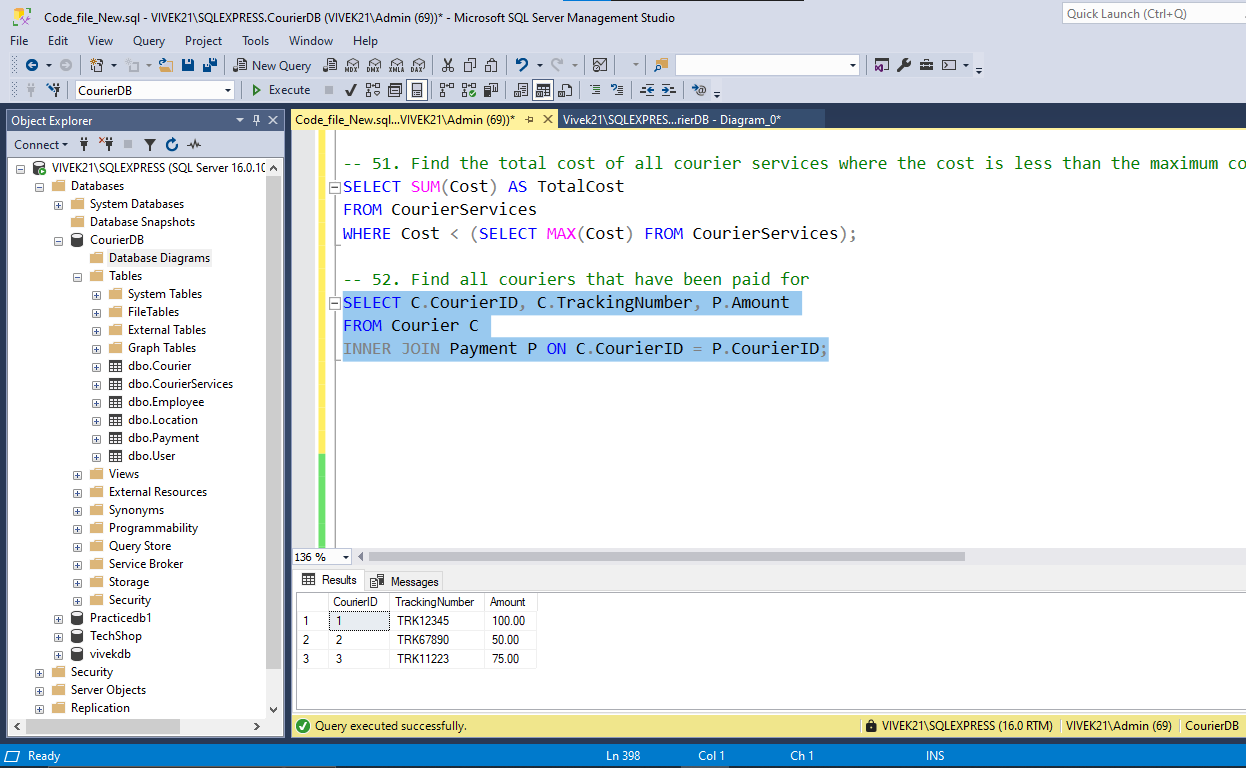 Code_file_New.sql - VIVEK21\SQLEXPRESS.CourierDB (VIVEK21\Admin (69))* - Microsoft SQL Server Management Studio
Quick Launch (Ctrl+Q)
File Edit View Query Project Tools Window Help
New Query
MDX DMX XMLA DAX
CourierDB
Execute
Object Explorer
Code_file_New.sql...VIVEK21\Admin (69))*
Vivek21\SQLEXPRES...rierDB - Diagram_0*
Connect
VIVEK21\SQLEXPRESS (SQL Server 16.0.10
Databases
System Databases
Database Snapshots
CourierDB
Database Diagrams
Tables
System Tables
FileTables
External Tables
Graph Tables
dbo.Courier
dbo.CourierServices
dbo.Employee
dbo.Location
dbo.Payment
dbo.User
Views
External Resources
Synonyms
Programmability
Query Store
Service Broker
Storage
Security
Practicedb1
TechShop
vivekdb
Security
Server Objects
Replication
-- 51. Find the total cost of all courier services where the cost is less than the maximum co
SELECT SUM(Cost) AS TotalCost
FROM CourierServices
WHERE Cost < (SELECT MAX(Cost) FROM CourierServices);
-- 52. Find all couriers that have been paid for
SELECT C.CourierID, C.TrackingNumber, P.Amount
FROM Courier C
INNER JOIN Payment P ON C.CourierID = P.CourierID;
136 %
Results Messages
CourierID TrackingNumber Amount
1 1 TRK12345 100.00
2 2 TRK67890 50.00
3 3 TRK11223 75.00
Query executed successfully.
VIVEK21\SQLEXPRESS (16.0 RTM) VIVEK21\Admin (69) CourierDB
Ready Ln 398 Col 1 Ch 1 INS